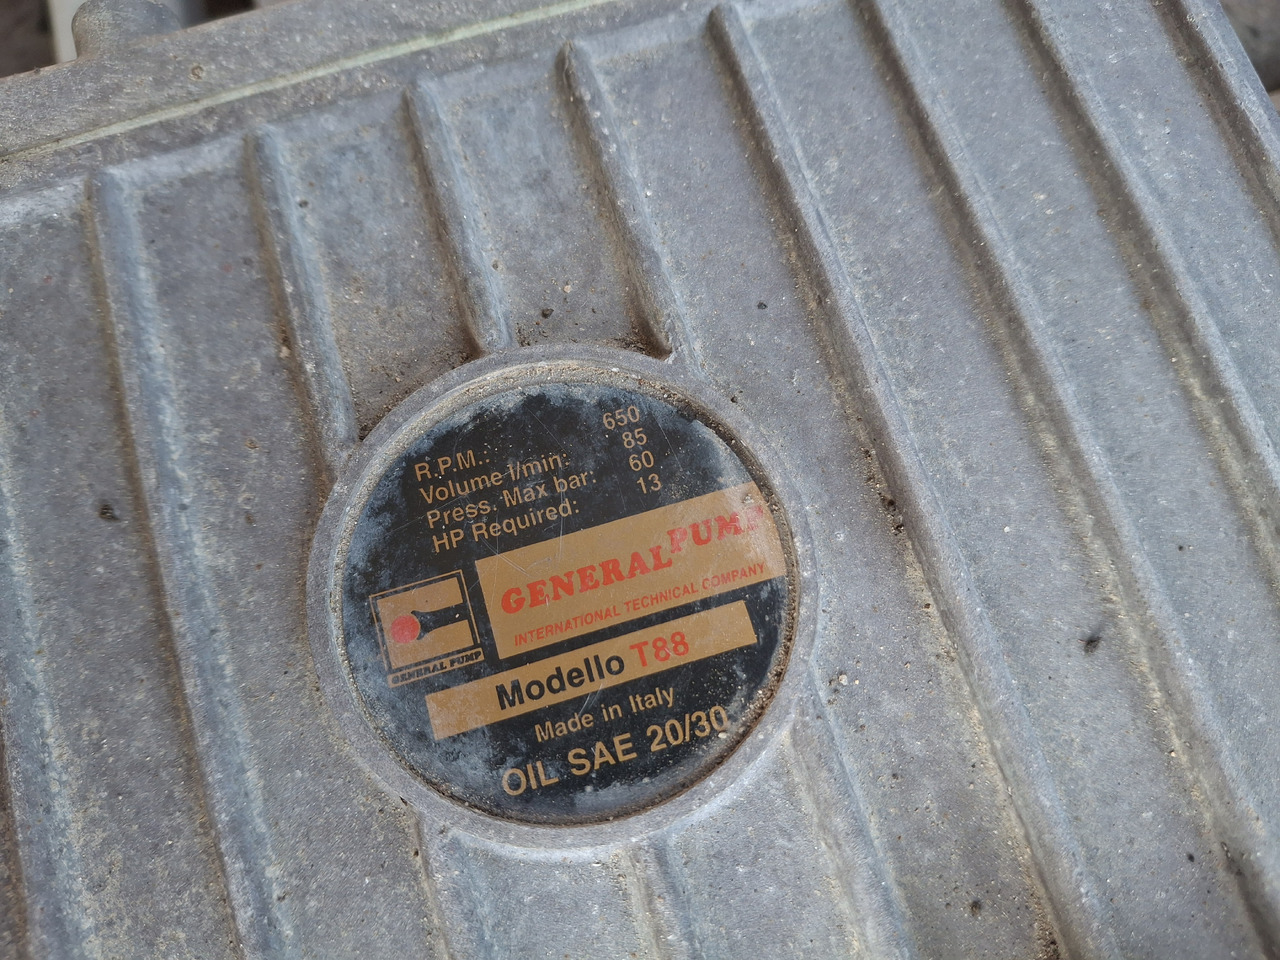 R.P.M.: 650
Volume l/min: 85
Press. Max bar: 60
HP Required: 13
GENERAL PUMP
INTERNATIONAL TECHNICAL COMPANY
GENERAL PUMP
Modello T88
Made in Italy
OIL SAE 20/30